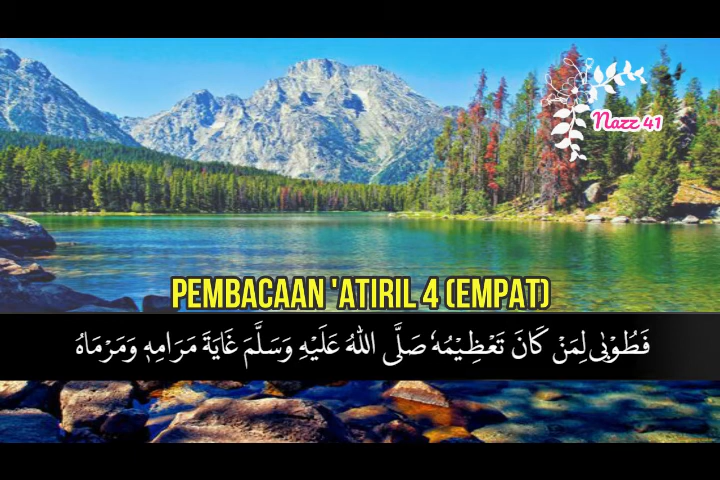 Nazz 41
PEMBACAAN 'ATIRIL 4 (EMPAT)
فَطُوْبٰى لِمَنْ كَانَ تَعْظِيْمُهٗ صَلَّى اللهُ عَلَيْهِ وَسَلَّمَ غَايَةَ مَرَامِهٖ وَمَرْمَاهُ